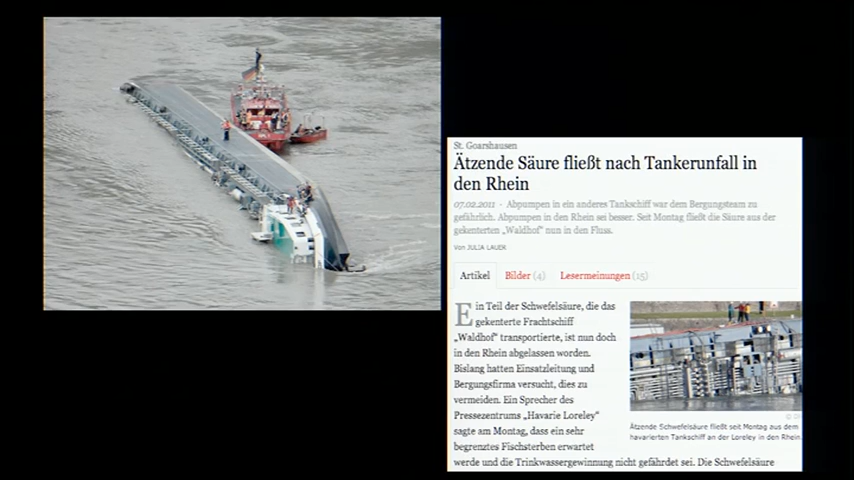 St. Goarshausen
Ätzende Säure fließt nach Tankerunfall in
den Rhein
07.02.2011 · Abpumpen in ein anderes Tankschiff war dem Bergungsteam zu
gefährlich. Abpumpen in den Rhein sei besser. Seit Montag fließt die Säure aus der
gekenterten „Waldhof“ nun in den Fluss.
Von JULIA LAUER
Artikel Bilder (4) Lesermeinungen (15)
Ein Teil der Schwefelsäure, die das
gekenterte Frachtschiff
„Waldhof“ transportierte, ist nun doch
in den Rhein abgelassen worden.
Bislang hatten Einsatzleitung und
Bergungsfirma versucht, dies zu
vermeiden. Ein Sprecher des
Pressezentrums „Havarie Loreley“
sagte am Montag, dass ein sehr
begrenztes Fischsterben erwartet
werde und die Trinkwassergewinnung nicht gefährdet sei. Die Schwefelsäure
Ätzende Schwefelsäure fließt seit Montag aus dem
havarierten Tankschiff an der Loreley in den Rhein.